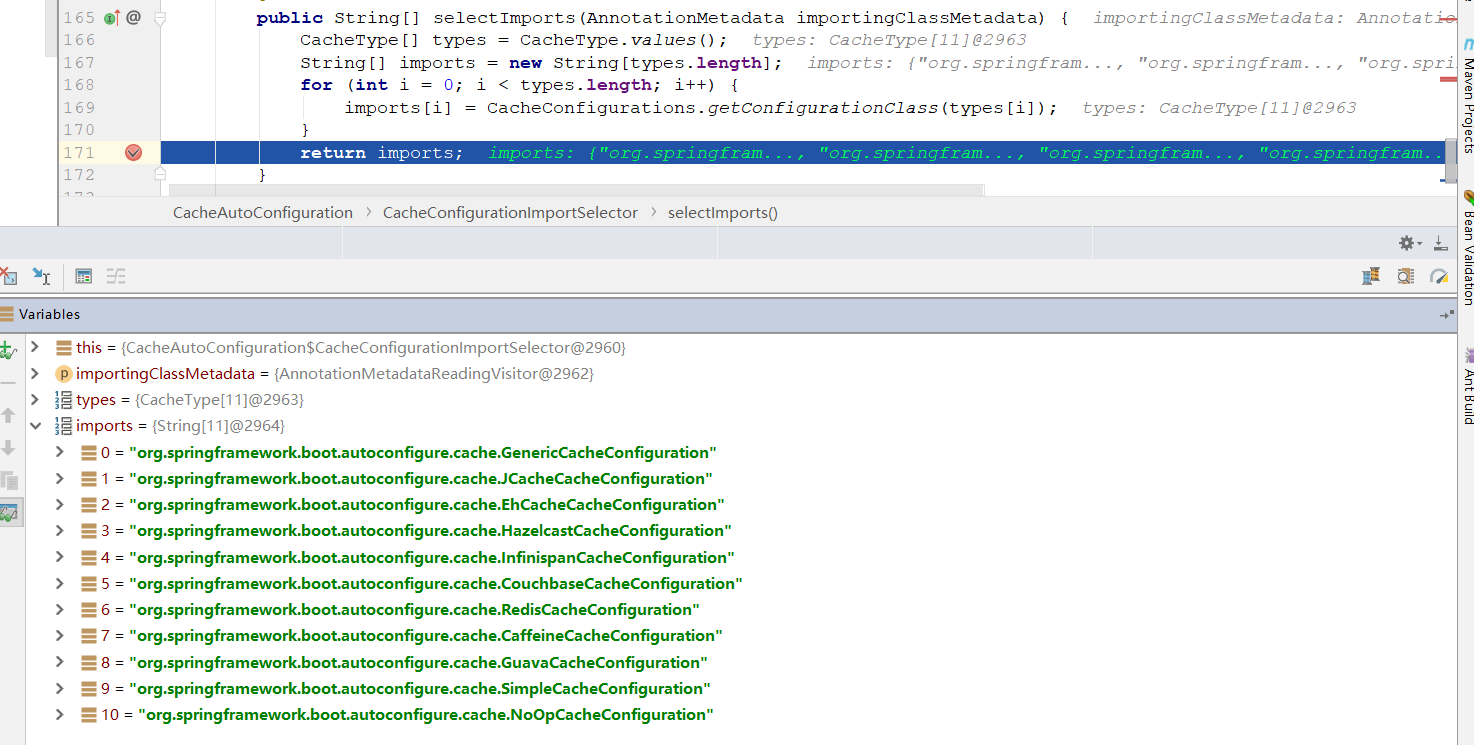 165 @ public String[] selectImports(AnnotationMetadata importingClassMetadata) { importingClassMetadata: Annotatio
166 CacheType[] types = CacheType.values(); types: CacheType[11]@2963
167 String[] imports = new String[types.length]; imports: {"org.springfram..., "org.springfram..., "org.spri
168 for (int i = 0; i < types.length; i++) {
169 imports[i] = CacheConfigurations.getConfigurationClass(types[i]); types: CacheType[11]@2963
170 }
171 return imports; imports: {"org.springfram..., "org.springfram..., "org.springfram..., "org.springfram..
172 }
CacheAutoConfiguration > CacheConfigurationImportSelector > selectImports()
Variables
this = {CacheAutoConfiguration$CacheConfigurationImportSelector@2960}
p importingClassMetadata = {AnnotationMetadataReadingVisitor@2962}
types = {CacheType[11]@2963}
imports = {String[11]@2964}
0 = "org.springframework.boot.autoconfigure.cache.GenericCacheConfiguration"
1 = "org.springframework.boot.autoconfigure.cache.JCacheCacheConfiguration"
2 = "org.springframework.boot.autoconfigure.cache.EhCacheCacheConfiguration"
3 = "org.springframework.boot.autoconfigure.cache.HazelcastCacheConfiguration"
4 = "org.springframework.boot.autoconfigure.cache.InfinispanCacheConfiguration"
5 = "org.springframework.boot.autoconfigure.cache.CouchbaseCacheConfiguration"
6 = "org.springframework.boot.autoconfigure.cache.RedisCacheConfiguration"
7 = "org.springframework.boot.autoconfigure.cache.CaffeineCacheConfiguration"
8 = "org.springframework.boot.autoconfigure.cache.GuavaCacheConfiguration"
9 = "org.springframework.boot.autoconfigure.cache.SimpleCacheConfiguration"
10 = "org.springframework.boot.autoconfigure.cache.NoOpCacheConfiguration"
Maven Projects
Bean Validation
Ant Build